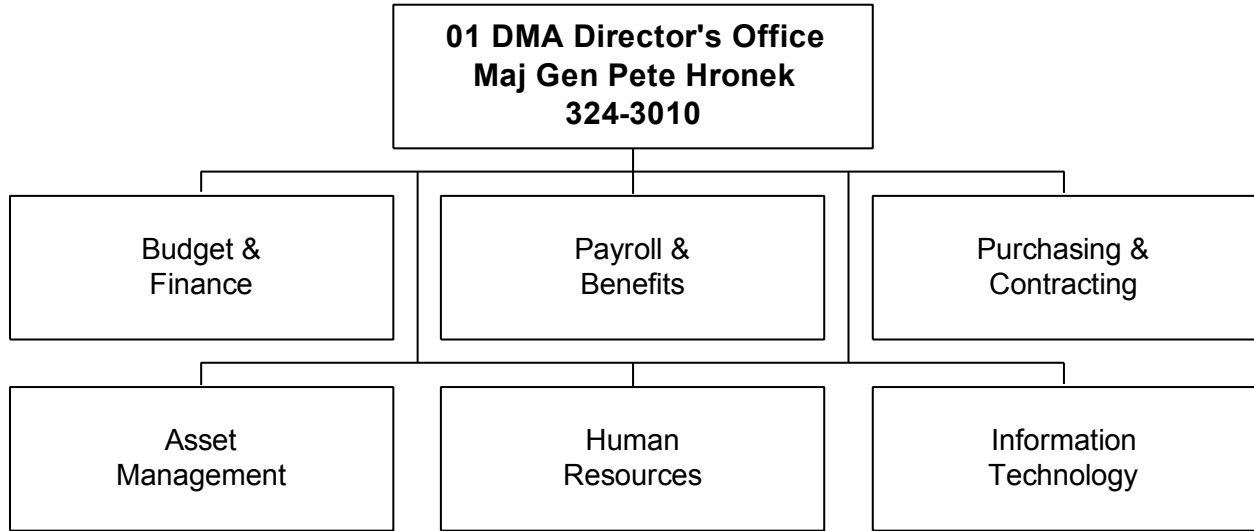 01 DMA Director's Office
Maj Gen Pete Hronek
324-3010
Budget &
Finance
Payroll &
Benefits
Purchasing &
Contracting
Asset
Management
Human
Resources
Information
Technology